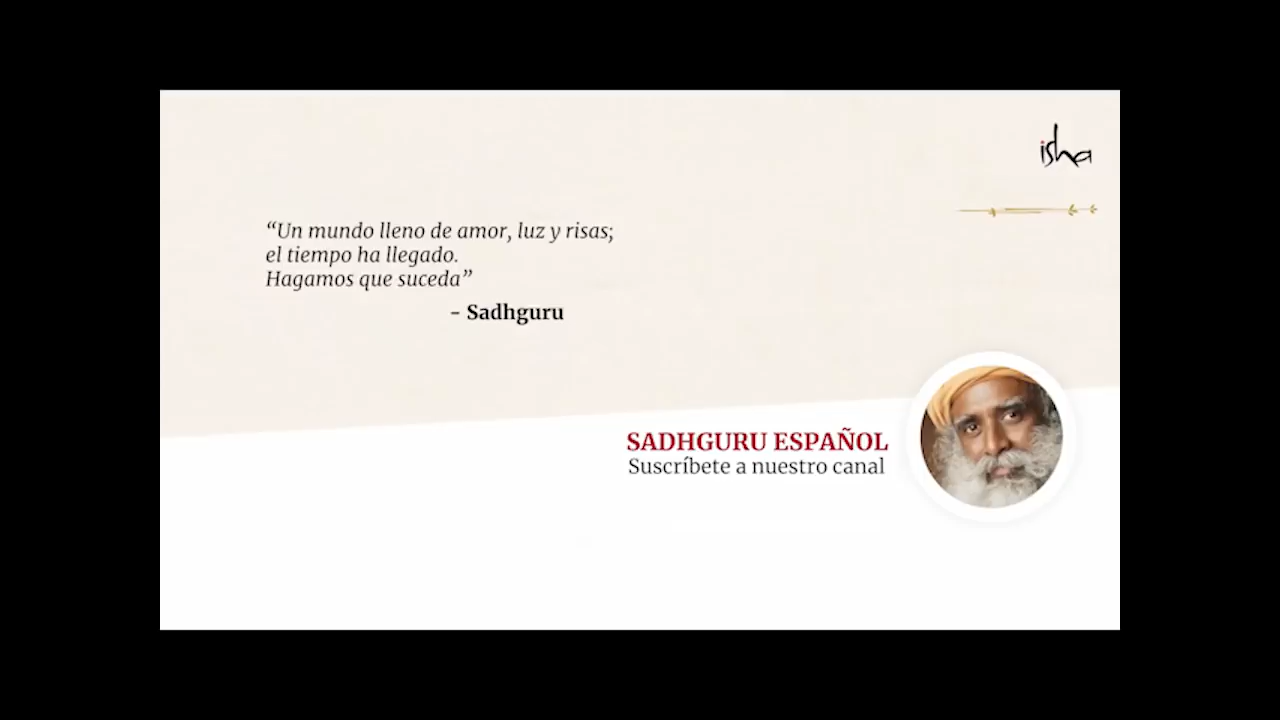 isha
“Un mundo lleno de amor, luz y risas;
el tiempo ha llegado.
Hagamos que suceda”
- Sadhguru
SADHGURU ESPAÑOL
Suscríbete a nuestro canal